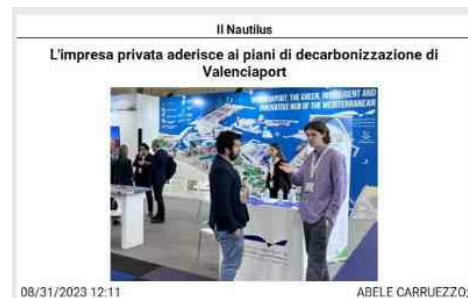 Il Nautilus
L'impresa privata aderisce ai piani di decarbonizzazione di
Valenciaport
PORT, THE GREEN, INTELLIGENT AND
INNOVATIVE HUB OF THE MEDITERRANEAN
08/31/2023 12:11
ABELE CARRUEZZO;